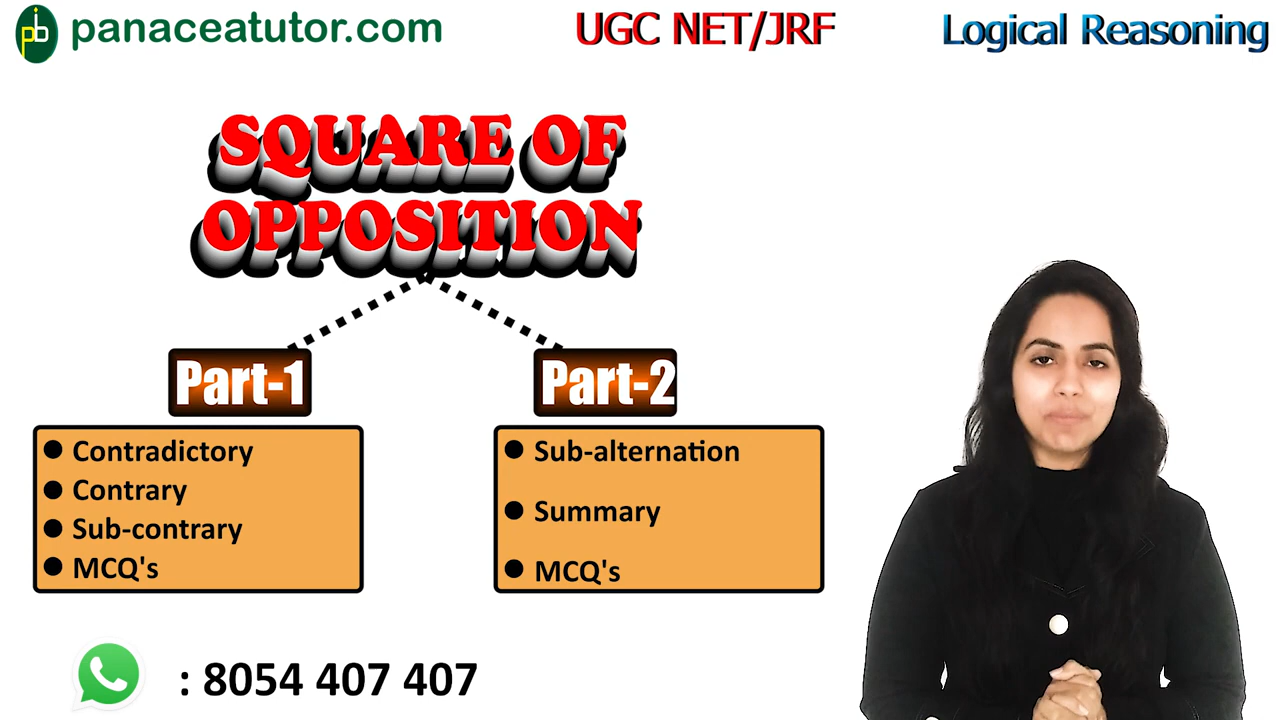 pb panaceatutor.com
UGC NET/JRF
Logical Reasoning
SQUARE OF
OPPOSITION
Part-1
Contradictory
Contrary
Sub-contrary
MCQ's
Part-2
Sub-alternation
Summary
MCQ's
: 8054 407 407